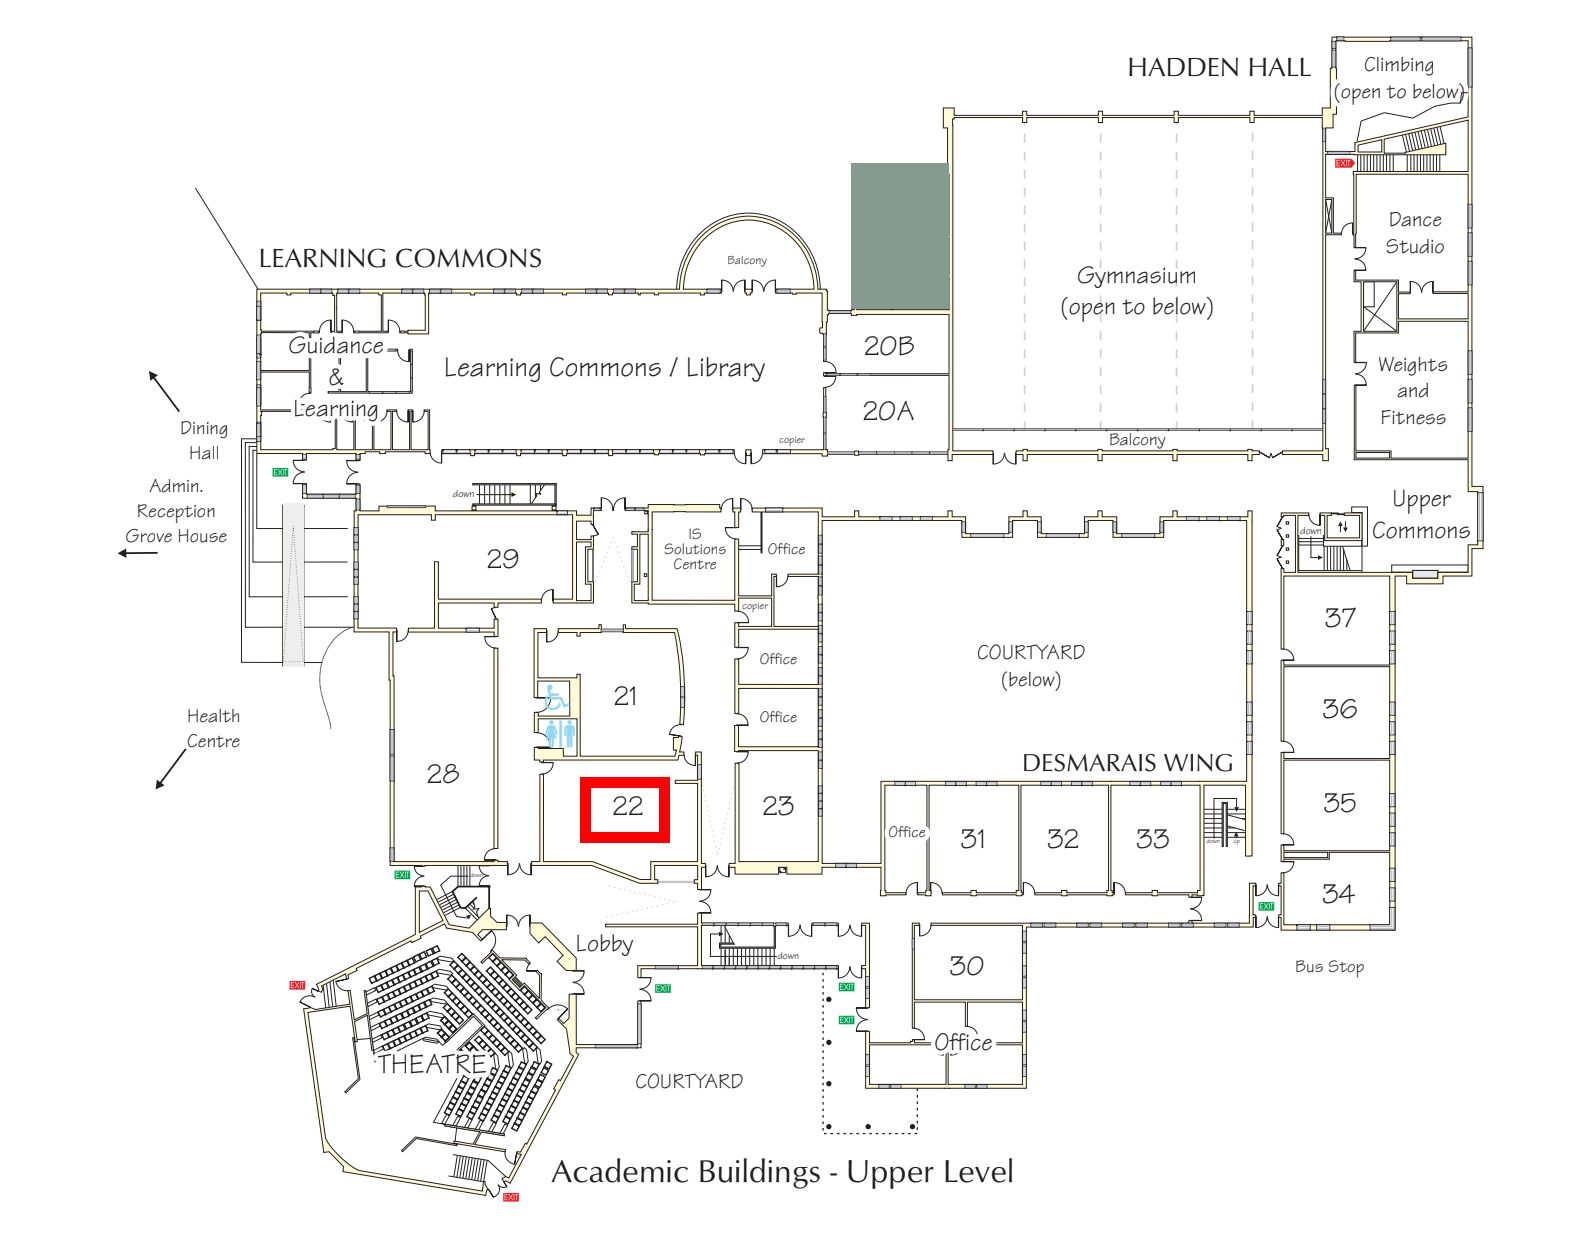 HADDEN HALL
Climbing
(open to below)
EXIT
Dance
Studio
LEARNING COMMONS
Balcony
Gymnasium
(open to below)
Guidance
&
Learning
Learning Commons / Library
20B
20A
Weights
and
Fitness
copier
Balcony
Dining
Hall
EXIT
Admin.
Reception
Grove House
down
Upper
Commons
29
IS
Solutions
Centre
Office
down
copier
37
COURTYARD
(below)
Office
21
36
Office
Health
Centre
28
22
23
DESMARAIS WING
35
Office
31
32
33
down
up
EXIT
down
34
EXIT
Lobby
down
30
Bus Stop
EXIT
EXIT
EXIT
EXIT
Office
THEATRE
COURTYARD
Academic Buildings - Upper Level
EXIT